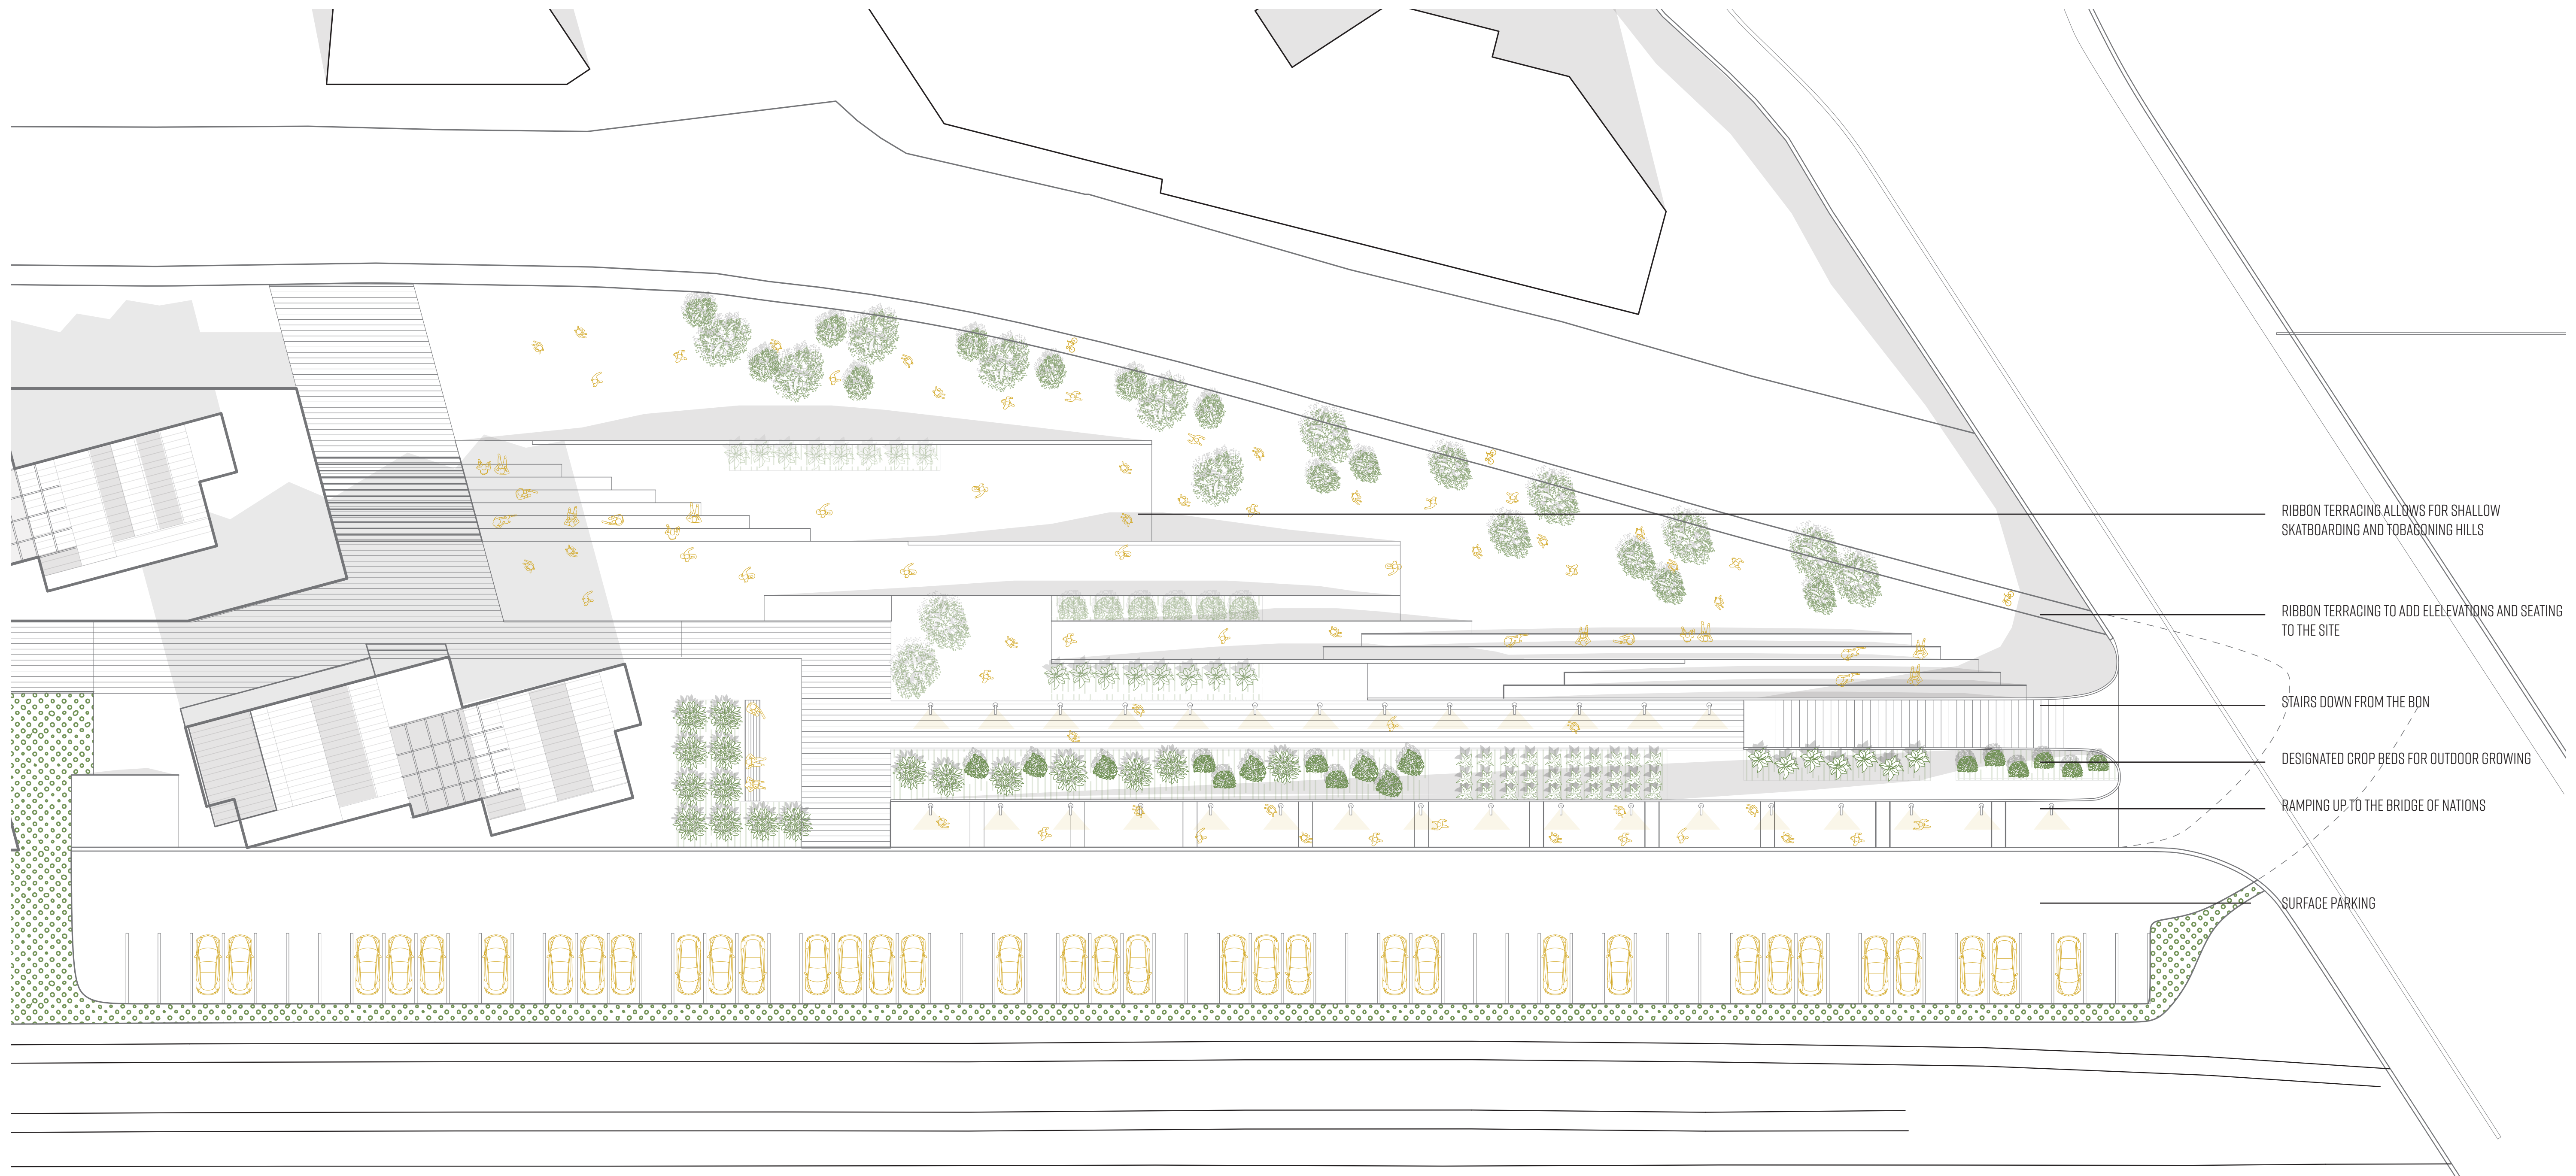 RIBBON TERRACING ALLOWS FOR SHALLOW
SKATBOARDING AND TOBAGONING HILLS
RIBBON TERRACING TO ADD ELELEVATIONS AND SEATING
TO THE SITE
STAIRS DOWN FROM THE BON
DESIGNATED CROP BEDS FOR OUTDOOR GROWING
RAMPING UP TO THE BRIDGE OF NATIONS
SURFACE PARKING